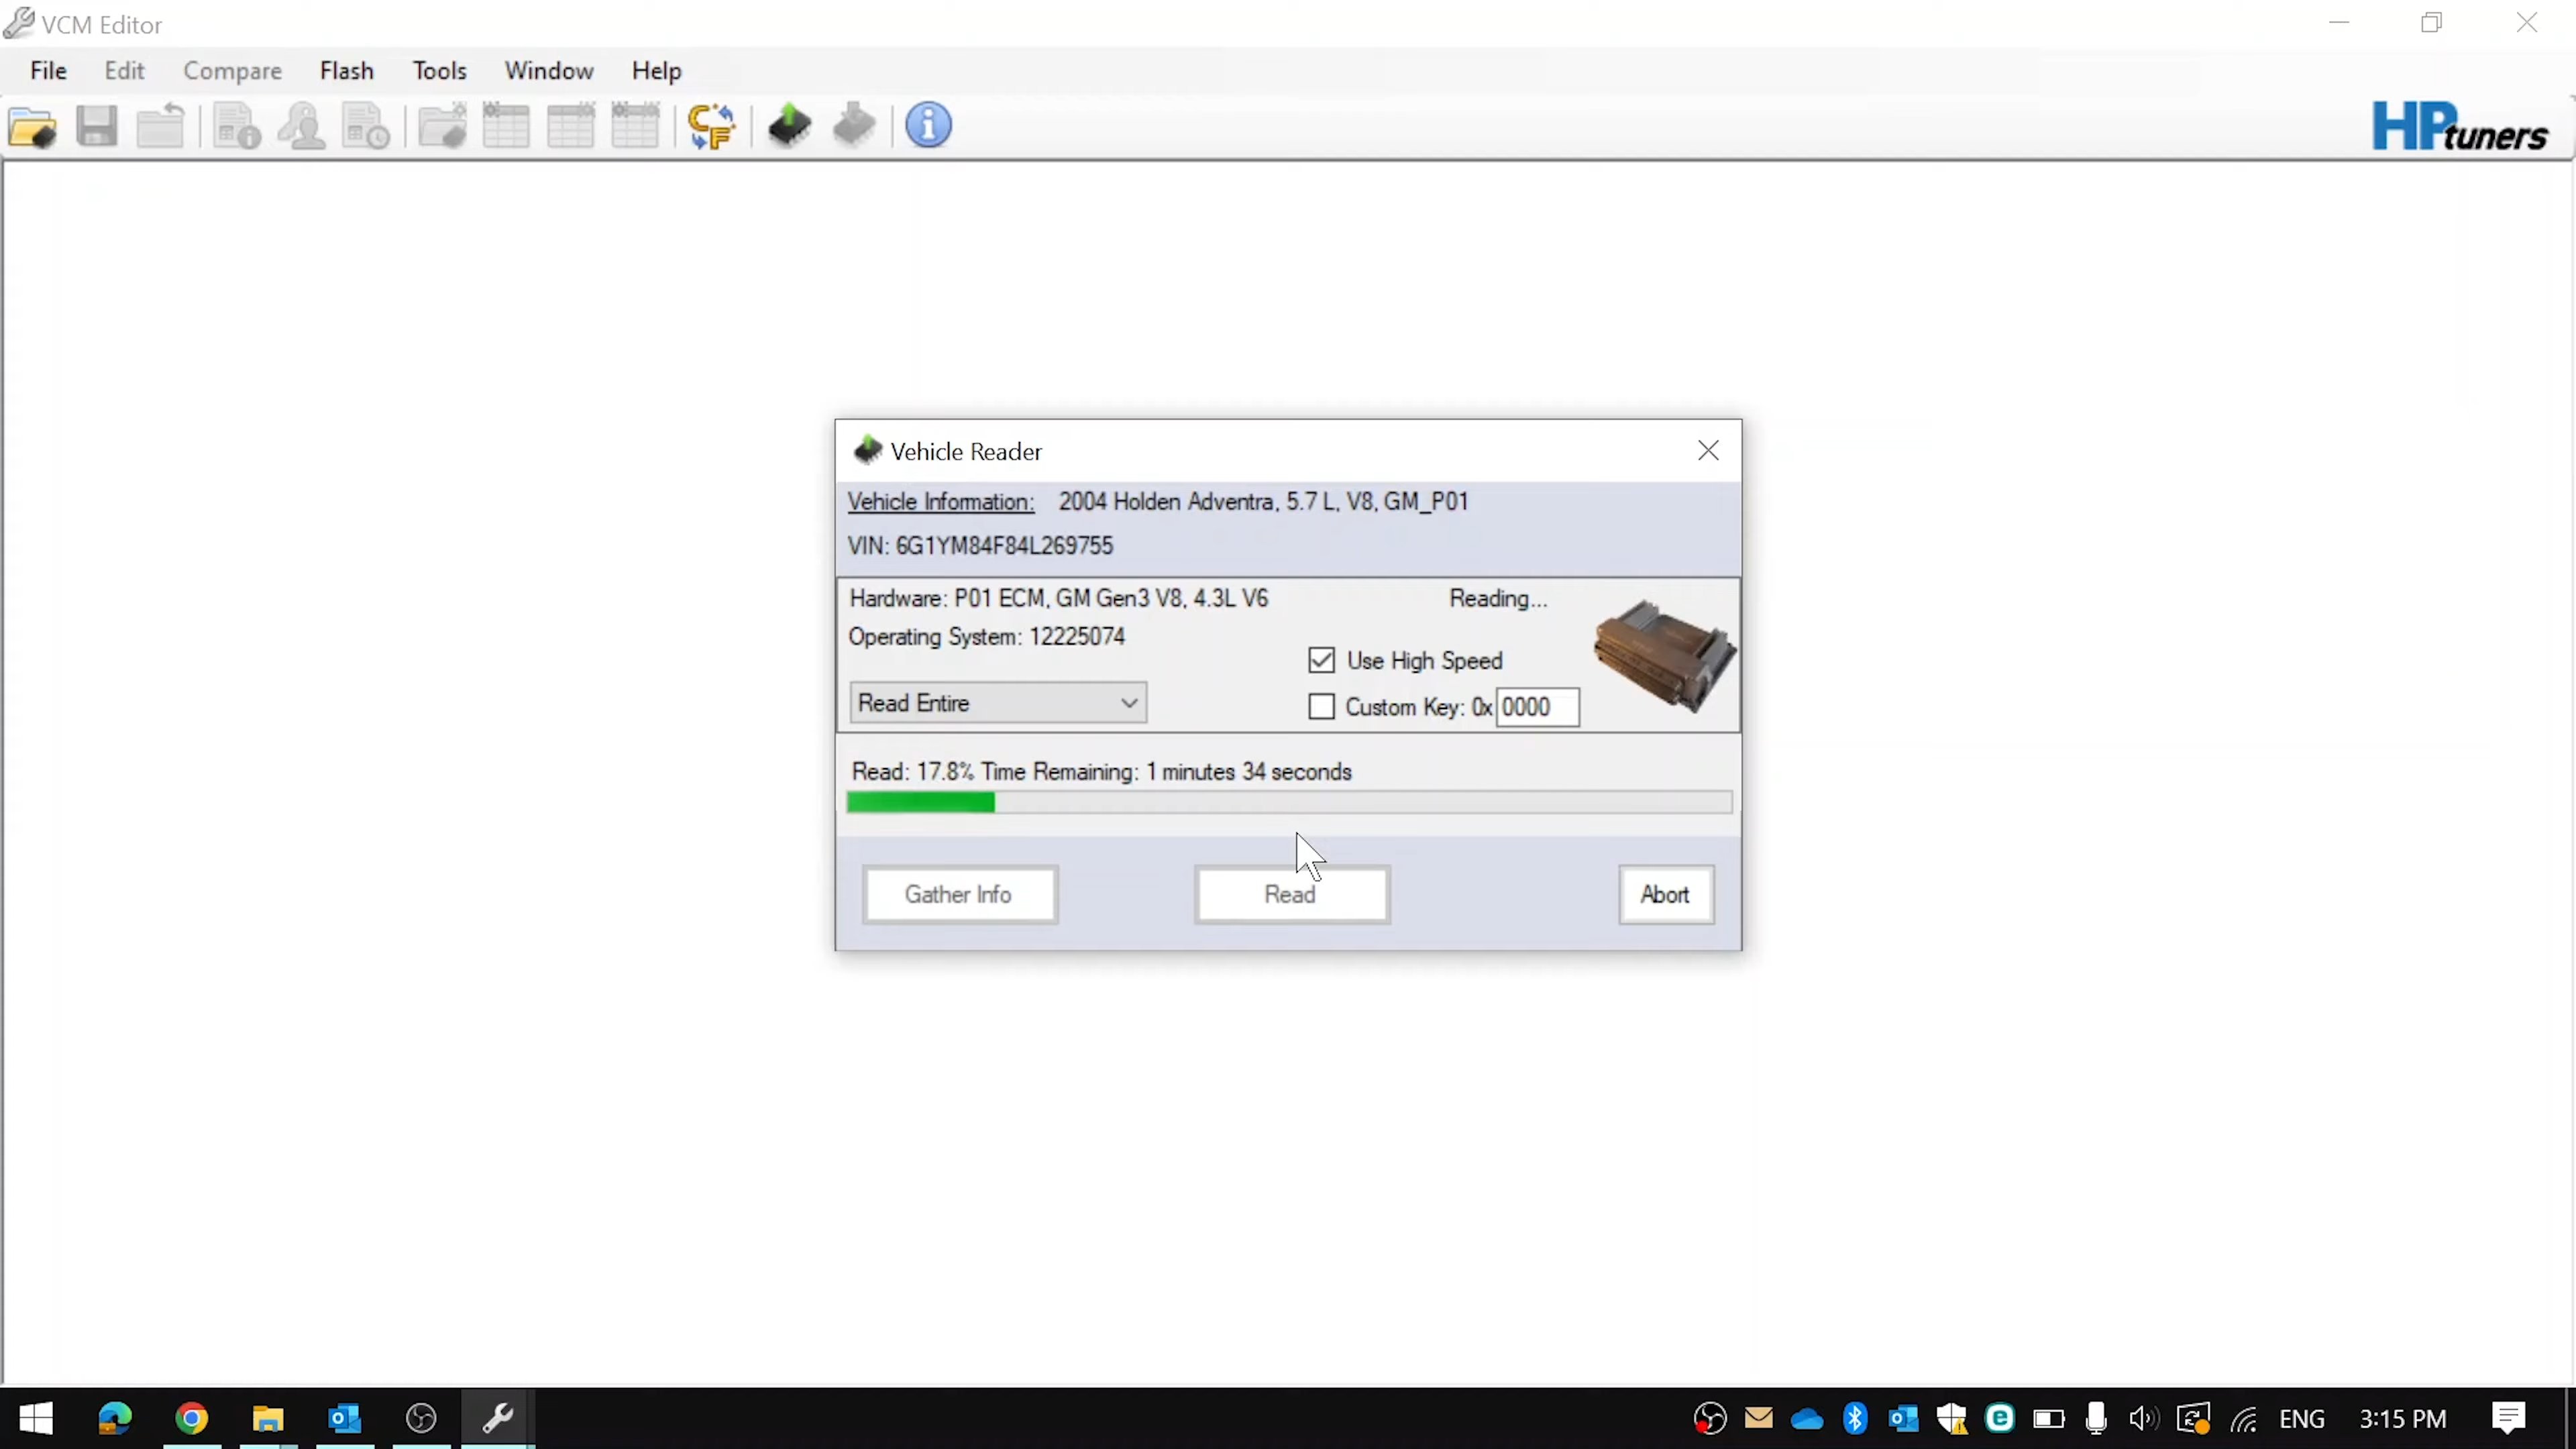 VCM Editor
File Edit Compare Flash Tools Window Help
HPtuners
Vehicle Reader
Vehicle Information: 2004 Holden Adventra, 5.7 L, V8, GM_P01
VIN: 6G1YM84F84L269755
Hardware: P01 ECM, GM Gen3 V8, 4.3L V6 Reading...
Operating System: 12225074
Use High Speed
Read Entire
Custom Key: 0x 0000
Read: 17.8% Time Remaining: 1 minutes 34 seconds
Gather Info Read Abort
ENG 3:15 PM